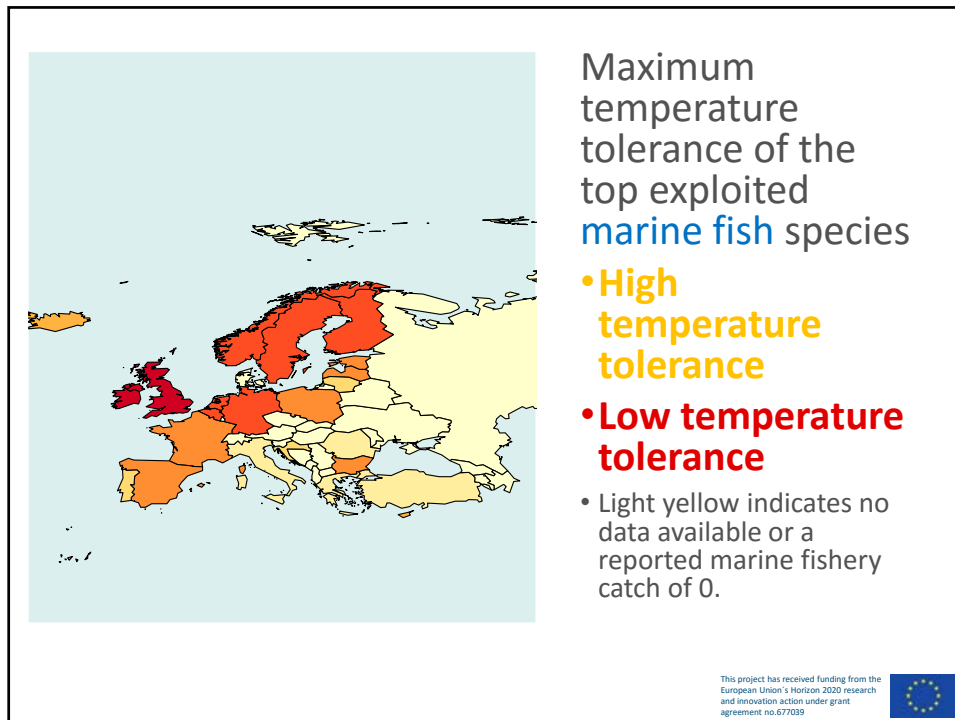 Maximum
temperature
tolerance of the
top exploited
marine fish species
•High
temperature
tolerance
•Low temperature
tolerance
• Light yellow indicates no
data available or a
reported marine fishery
catch of 0.
This project has received funding from the
European Union´s Horizon 2020 research
and innovation action under grant
agreement no.677039